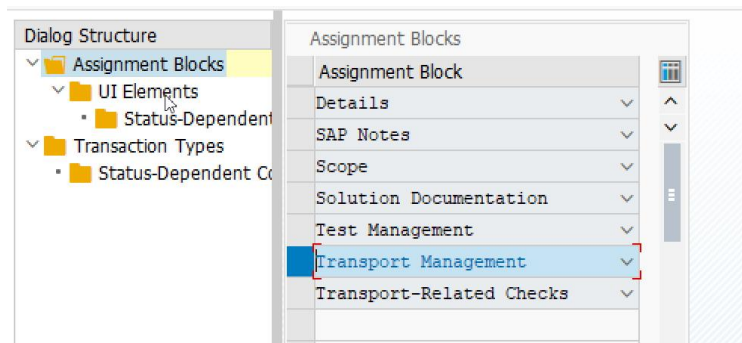 Dialog Structure
Assignment Blocks
UI Elements
Status-Dependent
Transaction Types
Status-Dependent
Assignment Blocks
Assignment Block
Details
SAP Notes
Scope
Solution Documentation
Test Management
Transport Management
Transport-Related Checks